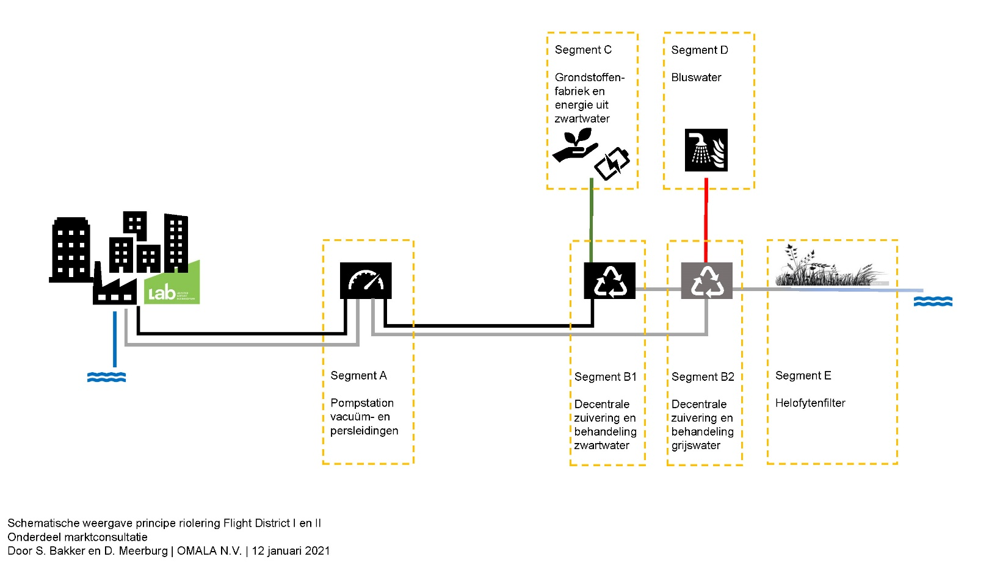 Segment C
Grondstoffen-
fabriek en
energie uit
zwartwater
Segment D
Bluswater
Lab
Segment A
Pompstation
vacuüm- en
persleidingen
Segment B1
Decentrale
zuivering en
behandeling
zwartwater
Segment B2
Decentrale
zuivering en
behandeling
grijswater
Segment E
Helofytenfilter
Schematische weergave principe riolering Flight District I en II
Onderdeel marktconsultatie
Door S. Bakker en D. Meerburg | OMALA N.V. | 12 januari 2021